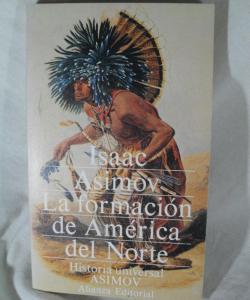 Isaac
Asimov
La formación
de América
del Norte
Historia universal
ASIMOV
Alianza Editorial